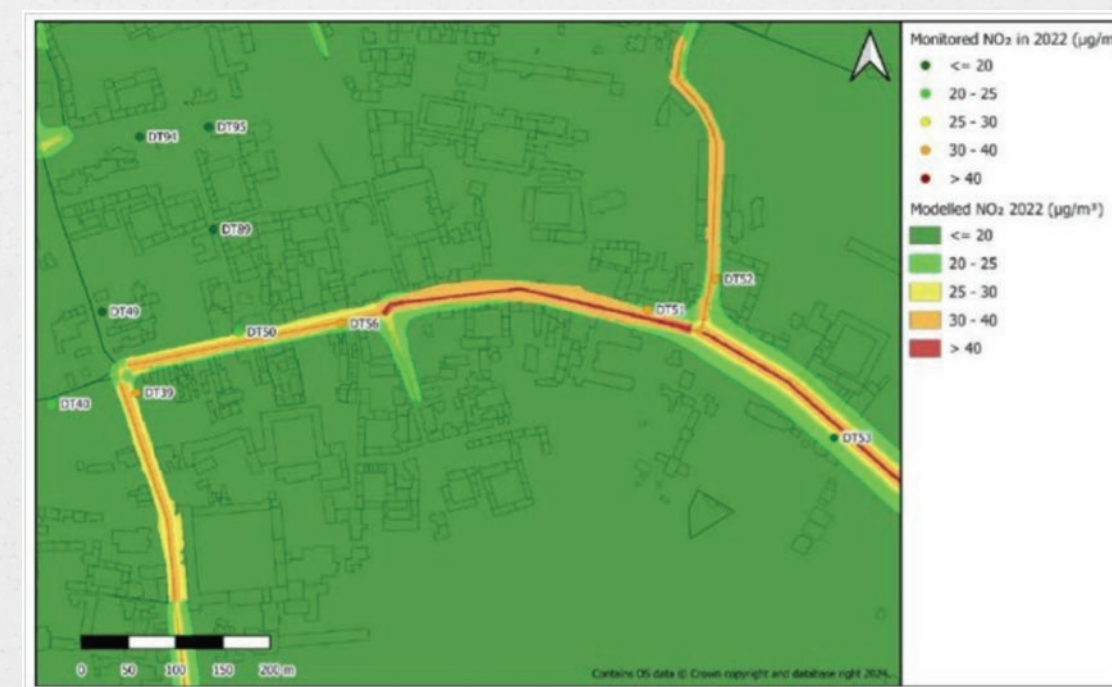 Monitored NO₂ in 2022 (µg/m
<= 20
20 - 25
25 - 30
30 - 40
> 40
Modelled NO₂ 2022 (µg/m³)
<= 20
20 - 25
25 - 30
30 - 40
> 40
DT95
DT94
DT89
DT52
DT49
DT51
DT56
DT50
DT39
DT40
DT53
0 50 100 150 200 m
Contains OS data © Crown copyright and database right 2024.